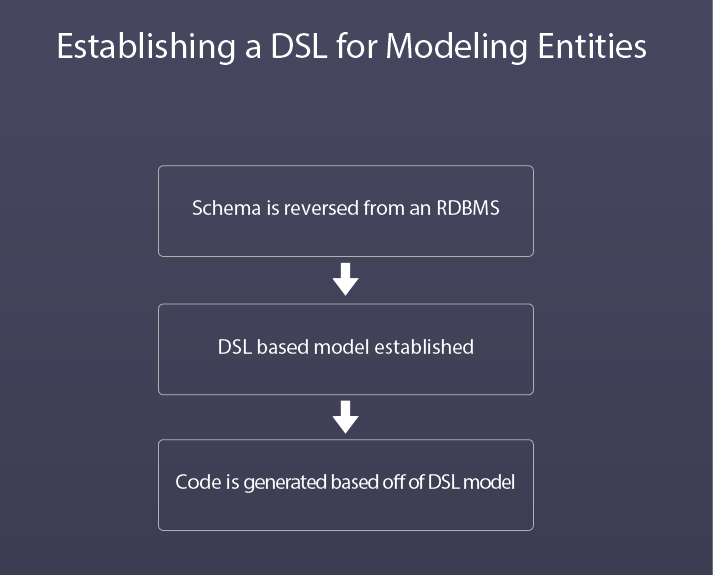 Establishing a DSL for Modeling Entities
Schema is reversed from an RDBMS
DSL based model established
Code is generated based off of DSL model